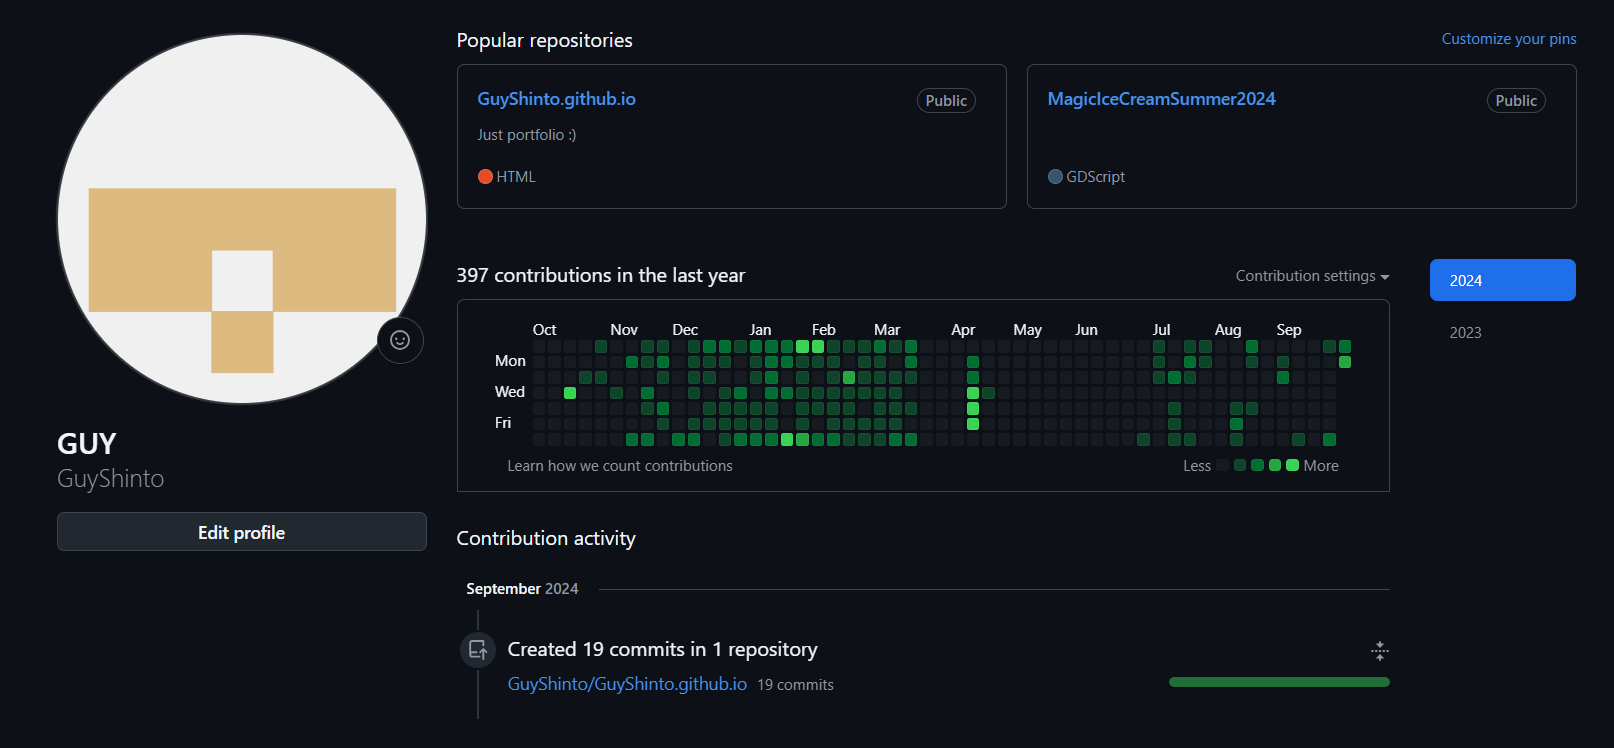 Popular repositories
Customize your pins
GuyShinto.github.io
Public
Just portfolio :)
HTML
MagicIceCreamSummer2024
Public
GDScript
GUY
GuyShinto
Edit profile
397 contributions in the last year
Contribution settings
2024
2023
Oct Nov Dec Jan Feb Mar Apr May Jun Jul Aug Sep
Mon
Wed
Fri
Learn how we count contributions
Less More
Contribution activity
September 2024
Created 19 commits in 1 repository
GuyShinto/GuyShinto.github.io 19 commits